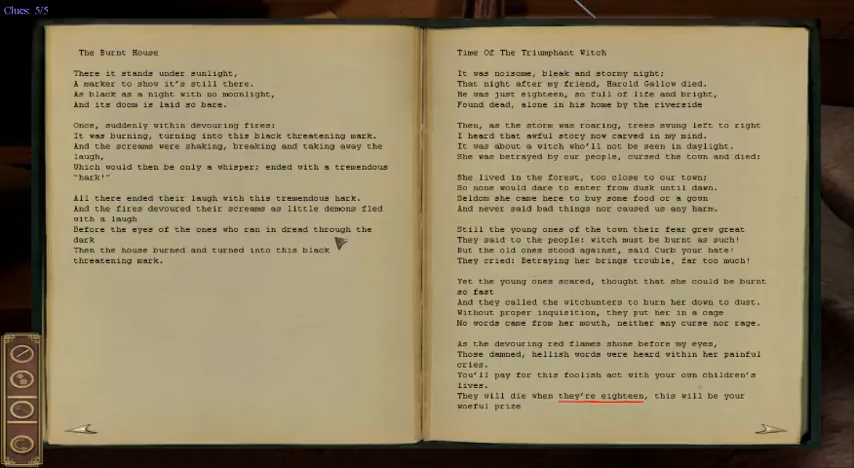 Clues: 5/5
The Burnt House
There it stands under sunlight,
A marker to show it's still there.
As black as a night with no moonlight,
And its doom is laid so bare.
Once, suddenly within devouring fires:
It was burning, turning into this black threatening mark.
And the screams were shaking, breaking and taking away the
laugh,
Which would then be only a whisper; ended with a tremendous
"hark!"
All there ended their laugh with this tremendous hark.
And the fires devoured their screams as little demons fled
with a laugh
Before the eyes of the ones who ran in dread through the
dark
Then the house burned and turned into this black
threatening mark.
Time Of The Triumphant Witch
It was noisome, bleak and stormy night;
That night after my friend, Harold Gallow died.
He was just eighteen, so full of life and bright,
Found dead, alone in his home by the riverside
Then, as the storm was roaring, trees swung left to right
I heard that awful story now carved in my mind.
It was about a witch who'll not be seen in daylight.
She was betrayed by our people, cursed the town and died:
She lived in the forest, too close to our town;
So none would dare to enter from dusk until dawn.
Seldom she came here to buy some food or a gown
And never said bad things nor caused us any harm.
Still the young ones of the town their fear grew great
They said to the people: witch must be burnt as such!
But the old ones stood against, said Curb your hate!
They cried: Betraying her brings trouble, far too much!
Yet the young ones scared, thought that she could be burnt
so fast
And they called the witchunters to burn her down to dust.
Without proper inquisition, they put her in a cage
No words came from her mouth, neither any curse nor rage.
As the devouring red flames shone before my eyes,
Those damned, hellish words were heard within her painful
cries.
You'll pay for this foolish act with your own children's
lives.
They will die when they're eighteen, this will be your
woeful prize